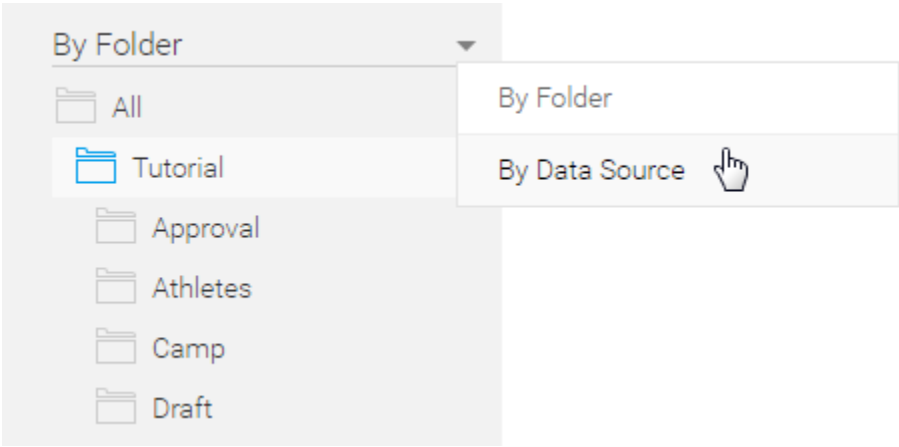 By Folder
All
Tutorial
Approval
Athletes
Camp
Draft
By Folder
By Data Source